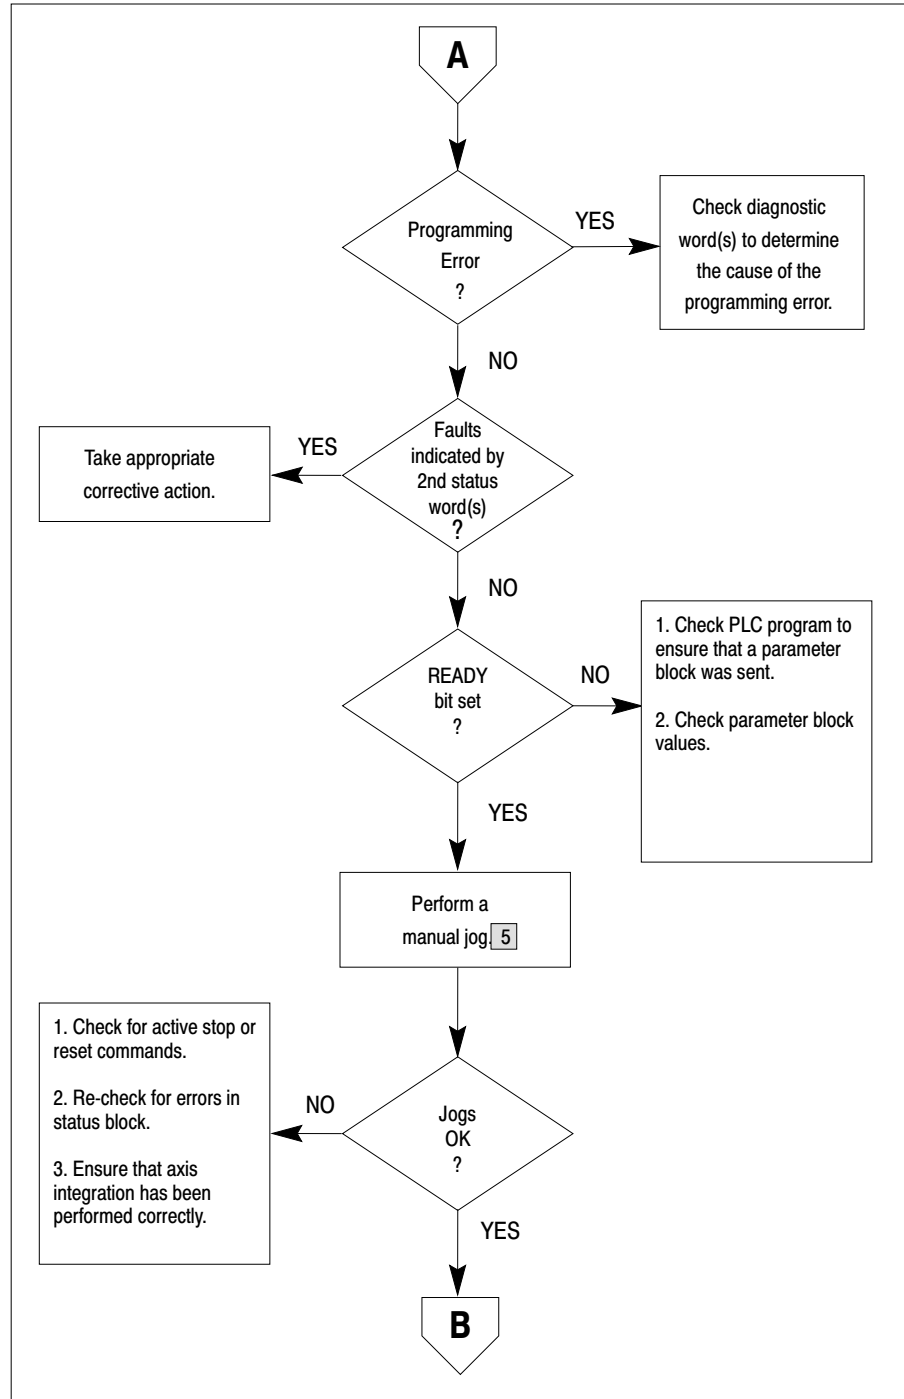 A
Programming
Error
?
YES
Check diagnostic
word(s) to determine
the cause of the
programming error.
NO
Faults
indicated by
2nd status
word(s)
?
YES
Take appropriate
corrective action.
NO
READY
bit set
?
NO
1. Check PLC program to
ensure that a parameter
block was sent.
2. Check parameter block
values.
YES
Perform a
manual jog. 5
Jogs
OK
?
NO
1. Check for active stop or
reset commands.
2. Re-check for errors in
status block.
3. Ensure that axis
integration has been
performed correctly.
YES
B